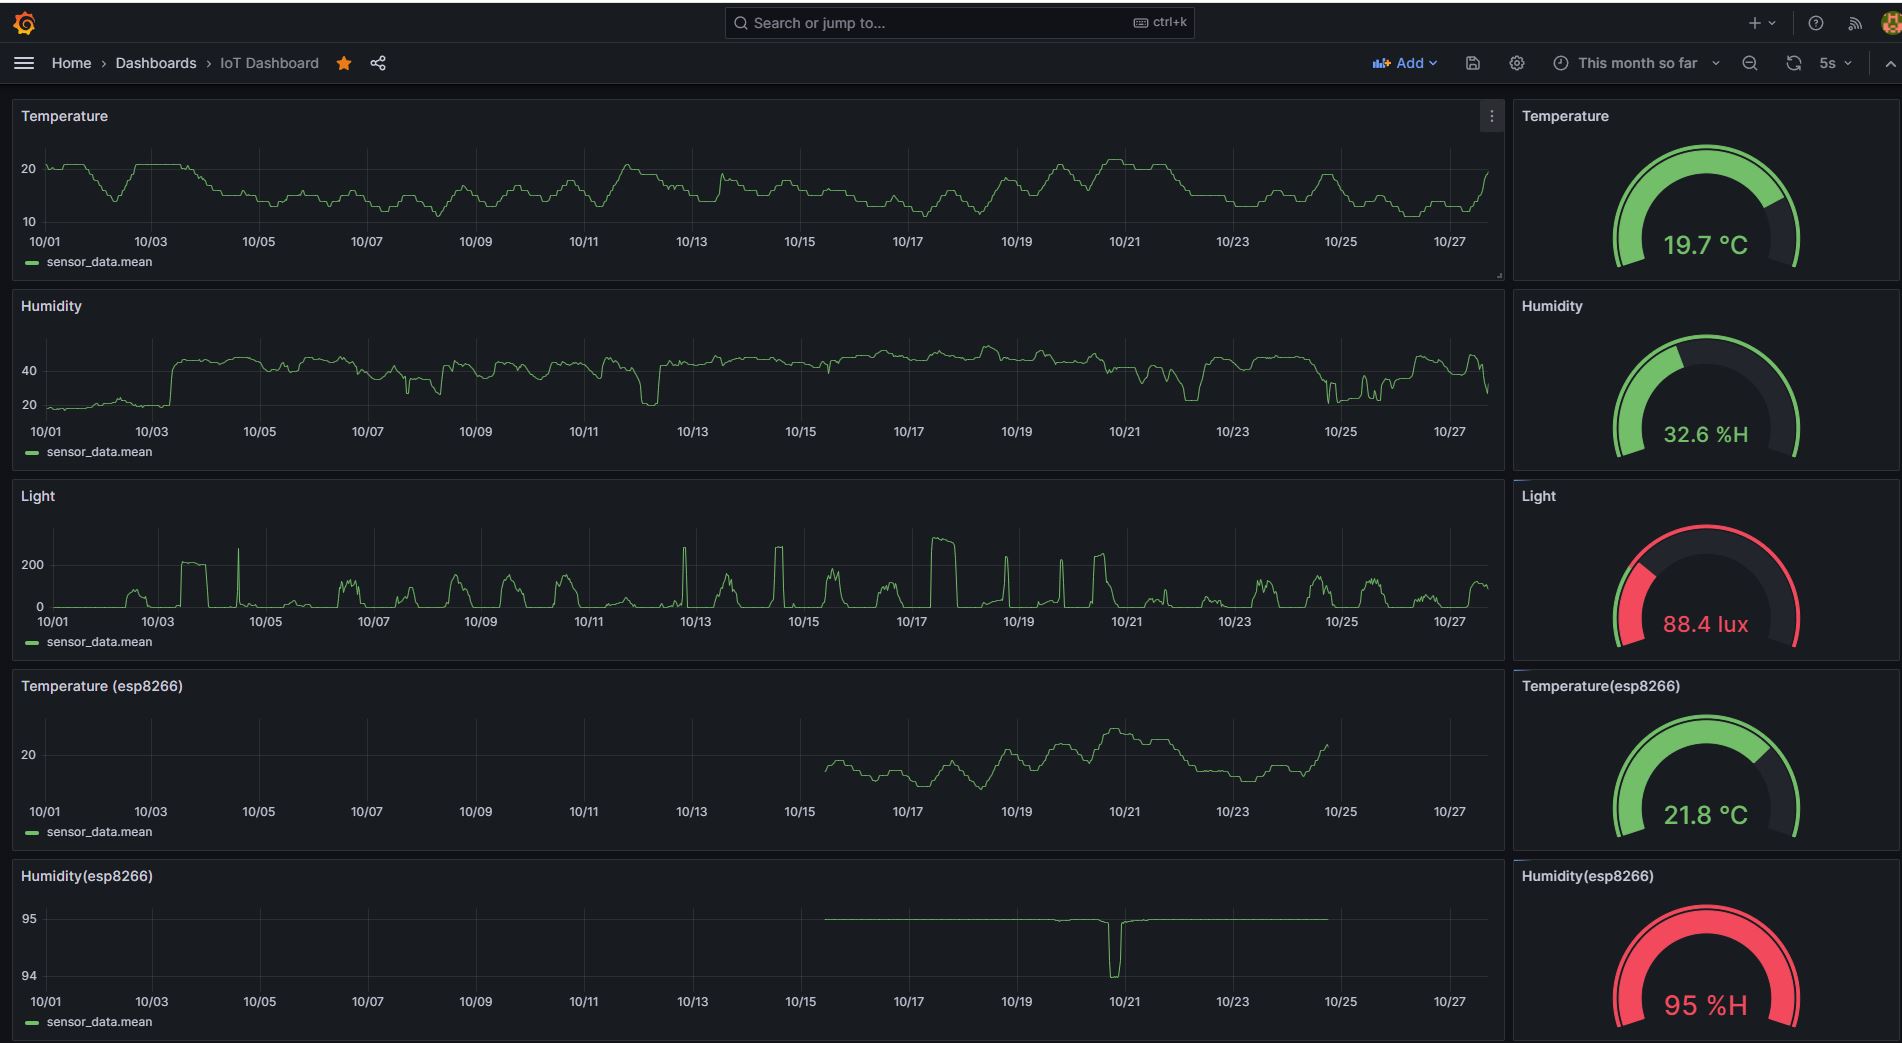 Search or jump to... ctrl+k
Home › Dashboards › IoT Dashboard Add This month so far 5s
Temperature
20
10
10/01 10/03 10/05 10/07 10/09 10/11 10/13 10/15 10/17 10/19 10/21 10/23 10/25 10/27
sensor_data.mean
Temperature
19.7 °C
Humidity
40
20
10/01 10/03 10/05 10/07 10/09 10/11 10/13 10/15 10/17 10/19 10/21 10/23 10/25 10/27
sensor_data.mean
Humidity
32.6 %H
Light
200
0
10/01 10/03 10/05 10/07 10/09 10/11 10/13 10/15 10/17 10/19 10/21 10/23 10/25 10/27
sensor_data.mean
Light
88.4 lux
Temperature (esp8266)
20
10/01 10/03 10/05 10/07 10/09 10/11 10/13 10/15 10/17 10/19 10/21 10/23 10/25 10/27
sensor_data.mean
Temperature(esp8266)
21.8 °C
Humidity(esp8266)
95
94
10/01 10/03 10/05 10/07 10/09 10/11 10/13 10/15 10/17 10/19 10/21 10/23 10/25 10/27
sensor_data.mean
Humidity(esp8266)
95 %H